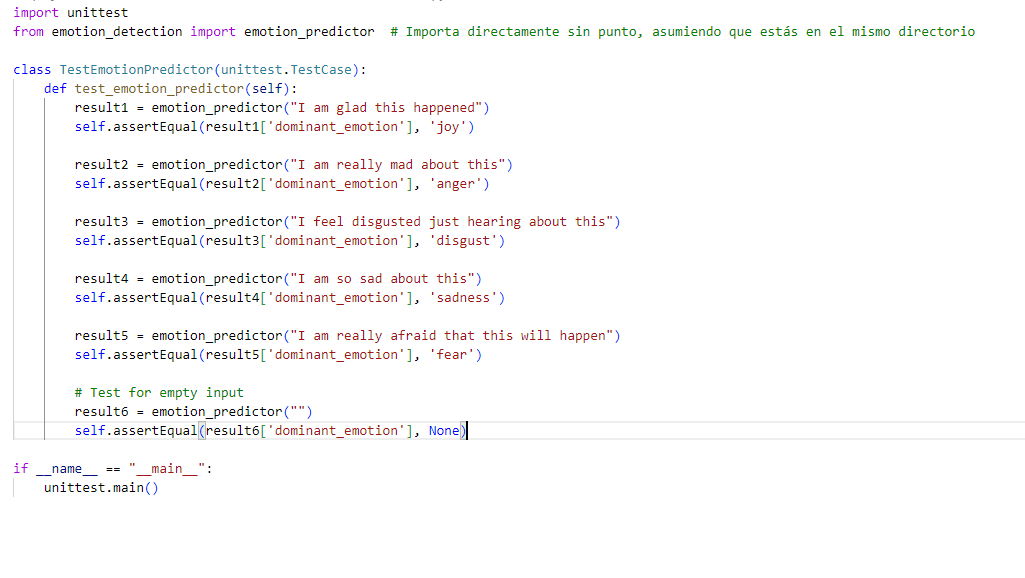 import unittest
from emotion_detection import emotion_predictor  # Importa directamente sin punto, asumiendo que estás en el mismo directorio

class TestEmotionPredictor(unittest.TestCase):
    def test_emotion_predictor(self):
        result1 = emotion_predictor("I am glad this happened")
        self.assertEqual(result1['dominant_emotion'], 'joy')

        result2 = emotion_predictor("I am really mad about this")
        self.assertEqual(result2['dominant_emotion'], 'anger')

        result3 = emotion_predictor("I feel disgusted just hearing about this")
        self.assertEqual(result3['dominant_emotion'], 'disgust')

        result4 = emotion_predictor("I am so sad about this")
        self.assertEqual(result4['dominant_emotion'], 'sadness')

        result5 = emotion_predictor("I am really afraid that this will happen")
        self.assertEqual(result5['dominant_emotion'], 'fear')

        # Test for empty input
        result6 = emotion_predictor("")
        self.assertEqual(result6['dominant_emotion'], None)

if __name__ == "__main__":
    unittest.main()